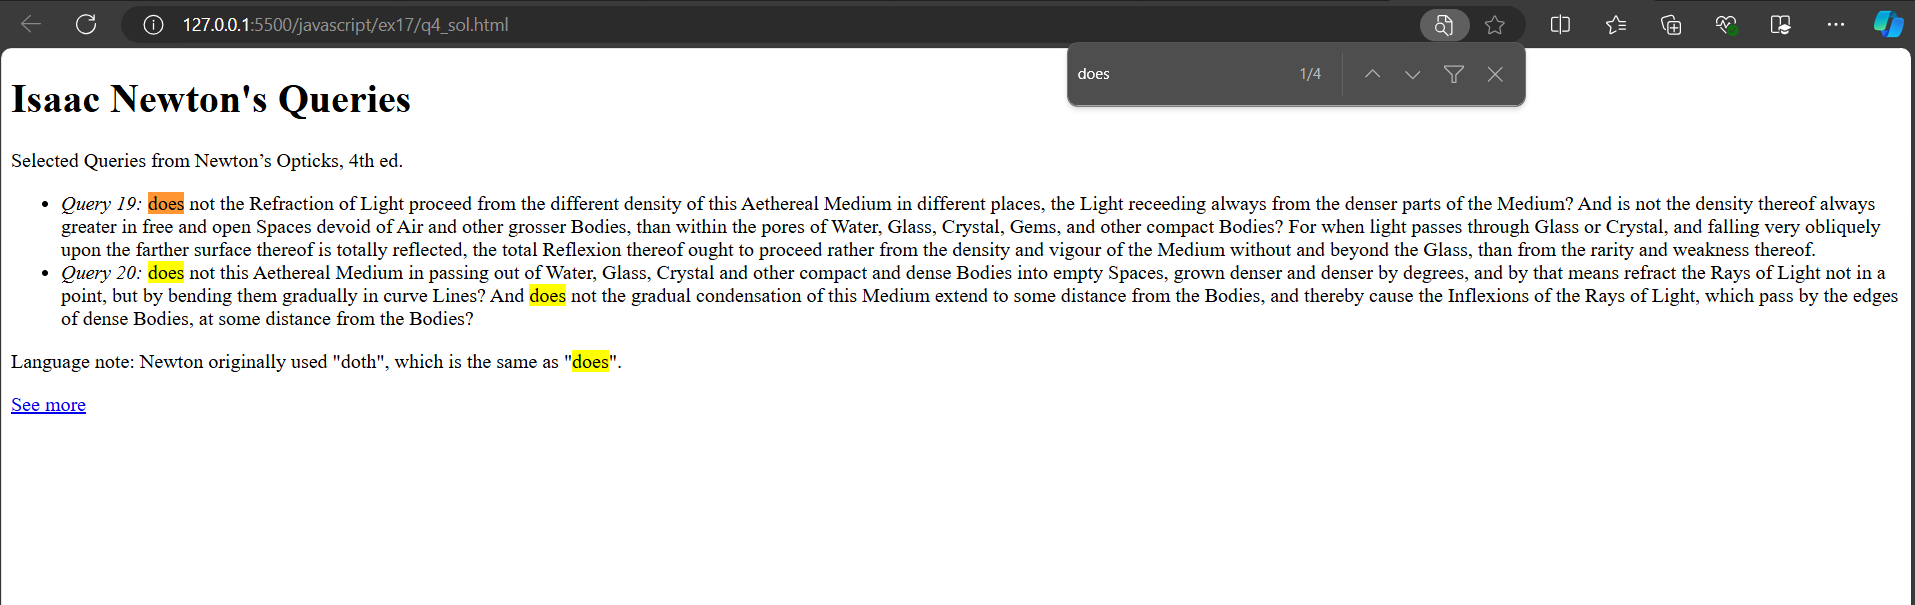 127.0.0.1:5500/javascript/ex17/q4_sol.html
does 1/4
Isaac Newton's Queries
Selected Queries from Newton’s Opticks, 4th ed.
• Query 19: does not the Refraction of Light proceed from the different density of this Aethereal Medium in different places, the Light receeding always from the denser parts of the Medium? And is not the density thereof always
greater in free and open Spaces devoid of Air and other grosser Bodies, than within the pores of Water, Glass, Crystal, Gems, and other compact Bodies? For when light passes through Glass or Crystal, and falling very obliquely
upon the farther surface thereof is totally reflected, the total Reflexion thereof ought to proceed rather from the density and vigour of the Medium without and beyond the Glass, than from the rarity and weakness thereof.
• Query 20: does not this Aethereal Medium in passing out of Water, Glass, Crystal and other compact and dense Bodies into empty Spaces, grown denser and denser by degrees, and by that means refract the Rays of Light not in a
point, but by bending them gradually in curve Lines? And does not the gradual condensation of this Medium extend to some distance from the Bodies, and thereby cause the Inflexions of the Rays of Light, which pass by the edges
of dense Bodies, at some distance from the Bodies?
Language note: Newton originally used "doth", which is the same as "does".
See more